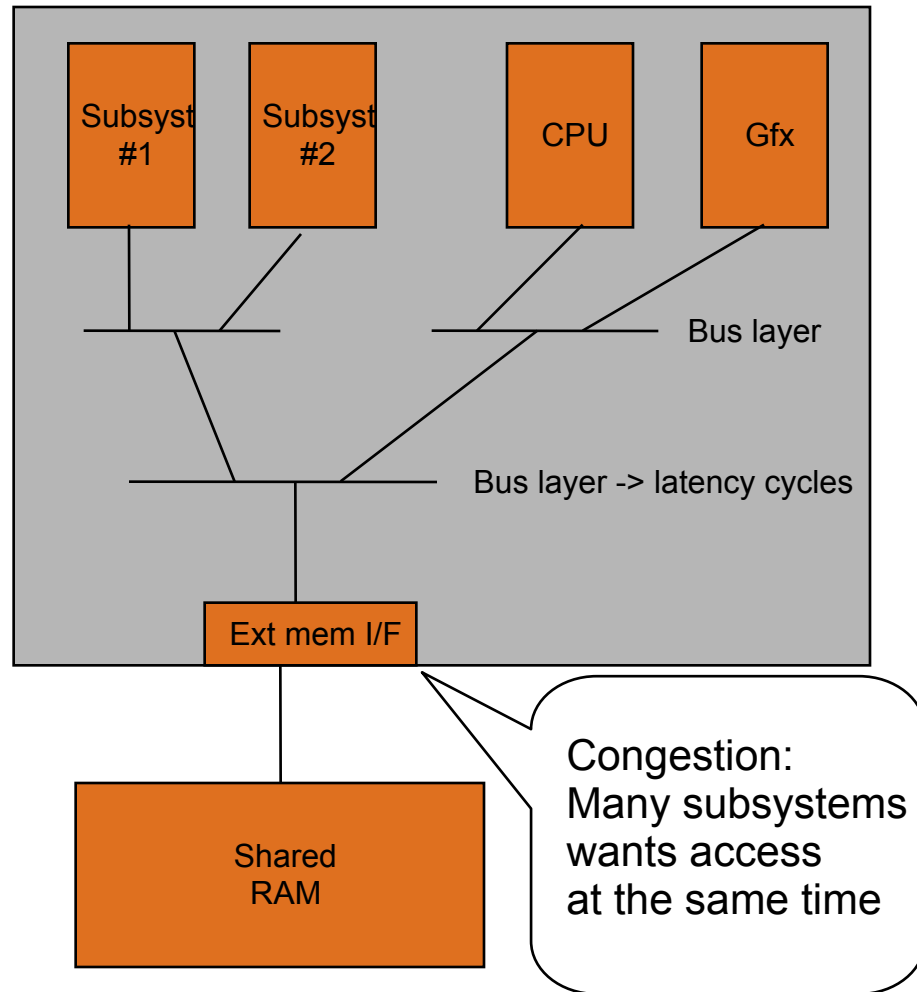 Subsyst
#1
Subsyst
#2
CPU
Gfx
Bus layer
Bus layer -> latency cycles
Ext mem I/F
Shared
RAM
Congestion:
Many subsystems
wants access
at the same time